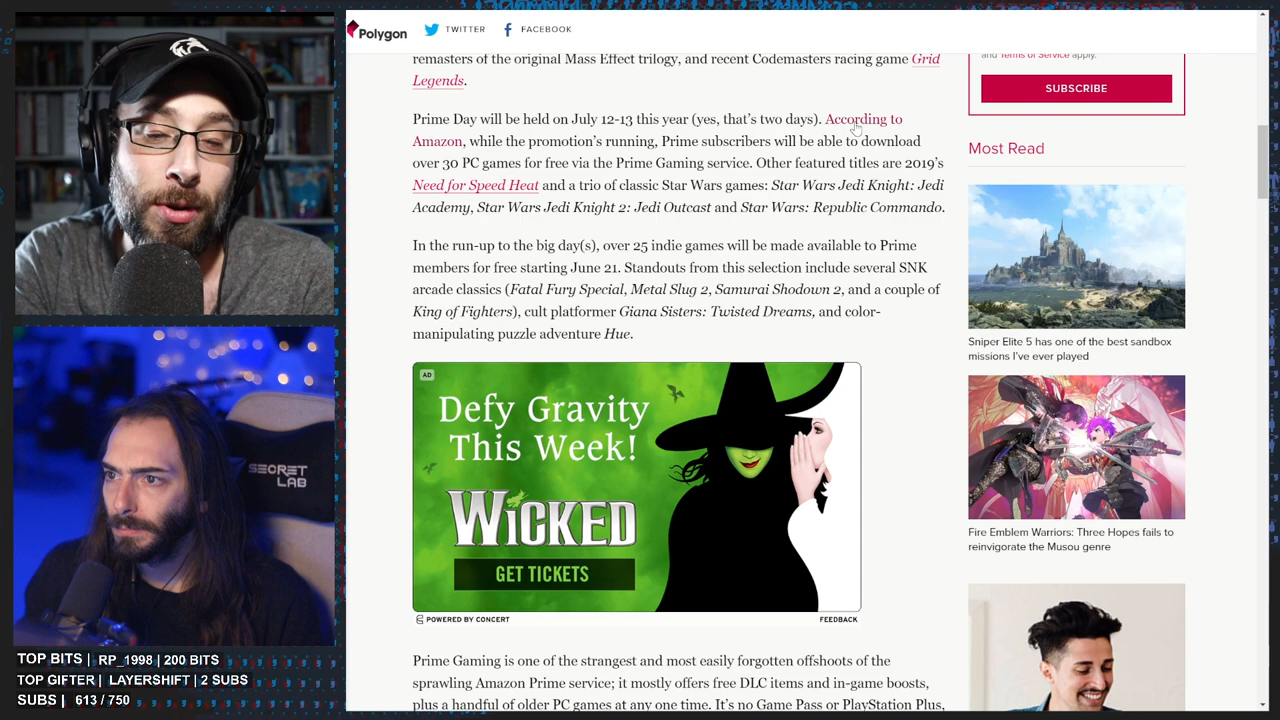 Polygon
TWITTER
FACEBOOK
remasters of the original Mass Effect trilogy, and recent Codemasters racing game Grid
Legends.
Prime Day will be held on July 12-13 this year (yes, that's two days). According to
Amazon, while the promotion's running, Prime subscribers will be able to download
over 30 PC games for free via the Prime Gaming service. Other featured titles are 2019's
Need for Speed Heat and a trio of classic Star Wars games: Star Wars Jedi Knight: Jedi
Academy, Star Wars Jedi Knight 2: Jedi Outcast and Star Wars: Republic Commando.
In the run-up to the big day(s), over 25 indie games will be made available to Prime
members for free starting June 21. Standouts from this selection include several SNK
arcade classics (Fatal Fury Special, Metal Slug 2, Samurai Shodown 2, and a couple of
King of Fighters), cult platformer Giana Sisters: Twisted Dreams, and color-
manipulating puzzle adventure Hue.
AD
Defy Gravity
This Week!
WICKED
GET TICKETS
POWERED BY CONCERT
FEEDBACK
Prime Gaming is one of the strangest and most easily forgotten offshoots of the
sprawling Amazon Prime service; it mostly offers free DLC items and in-game boosts,
plus a handful of older PC games at any one time. It's no Game Pass or PlayStation Plus,
and Terms of Service apply.
SUBSCRIBE
Most Read
Sniper Elite 5 has one of the best sandbox
missions I've ever played
Fire Emblem Warriors: Three Hopes fails to
reinvigorate the Musou genre
SECRET
LAB
TOP BITS | RP_1998 | 200 BITS
TOP GIFTER | LAYERSHIFT | 2 SUBS
SUBS | 613 / 750